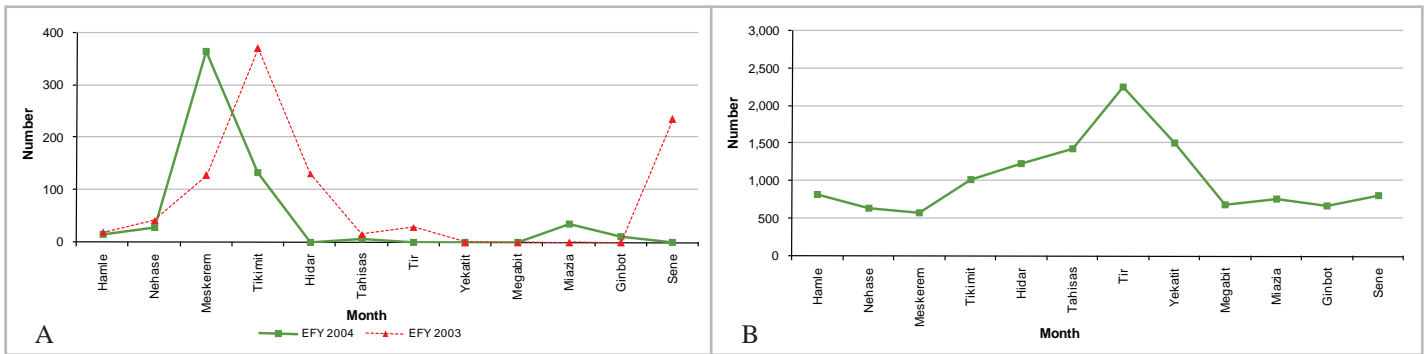 400
300
200
100
0
Number
Hamle
Nehase
Meskerem
Tikimit
Hidar
Tahisas
Tir
Yekatit
Megabit
Miazia
Ginbot
Sene
Month
A
EFY 2004 EFY 2003
3,000
2,500
2,000
1,500
1,000
500
0
Number
Hamle
Nehase
Meskerem
Tikimit
Hidar
Tahisas
Tir
Yekatit
Megabit
Miazia
Ginbot
Sene
B
Month